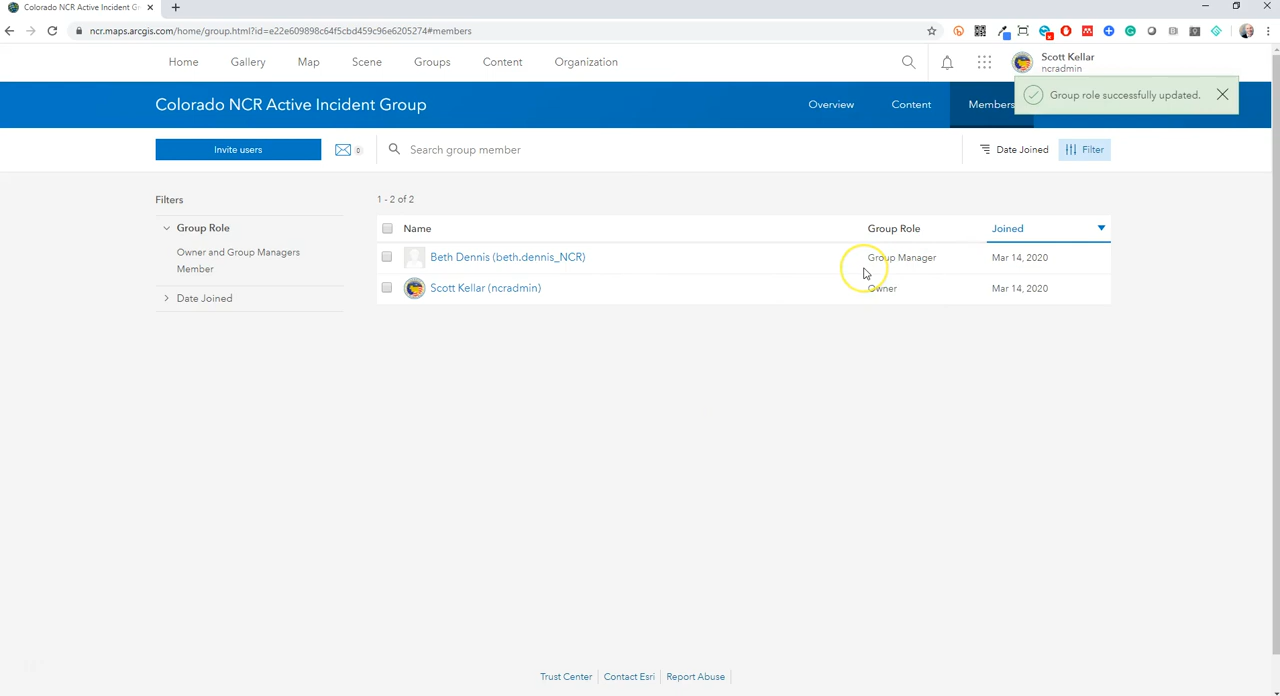 Colorado NCR Active Incident Gr
ncr.maps.arcgis.com/home/group.html?id=e22e609898c64f5cbd459c96e6205274#members
Home Gallery Map Scene Groups Content Organization
Scott Kellar
ncradmin
Colorado NCR Active Incident Group
Overview Content Members
Group role successfully updated.
Invite users
0
Search group member
Date Joined
Filter
Filters
Group Role
Owner and Group Managers
Member
Date Joined
1 - 2 of 2
Name Group Role Joined
Beth Dennis (beth.dennis_NCR) Group Manager Mar 14, 2020
Scott Kellar (ncradmin) Owner Mar 14, 2020
Trust Center Contact Esri Report Abuse